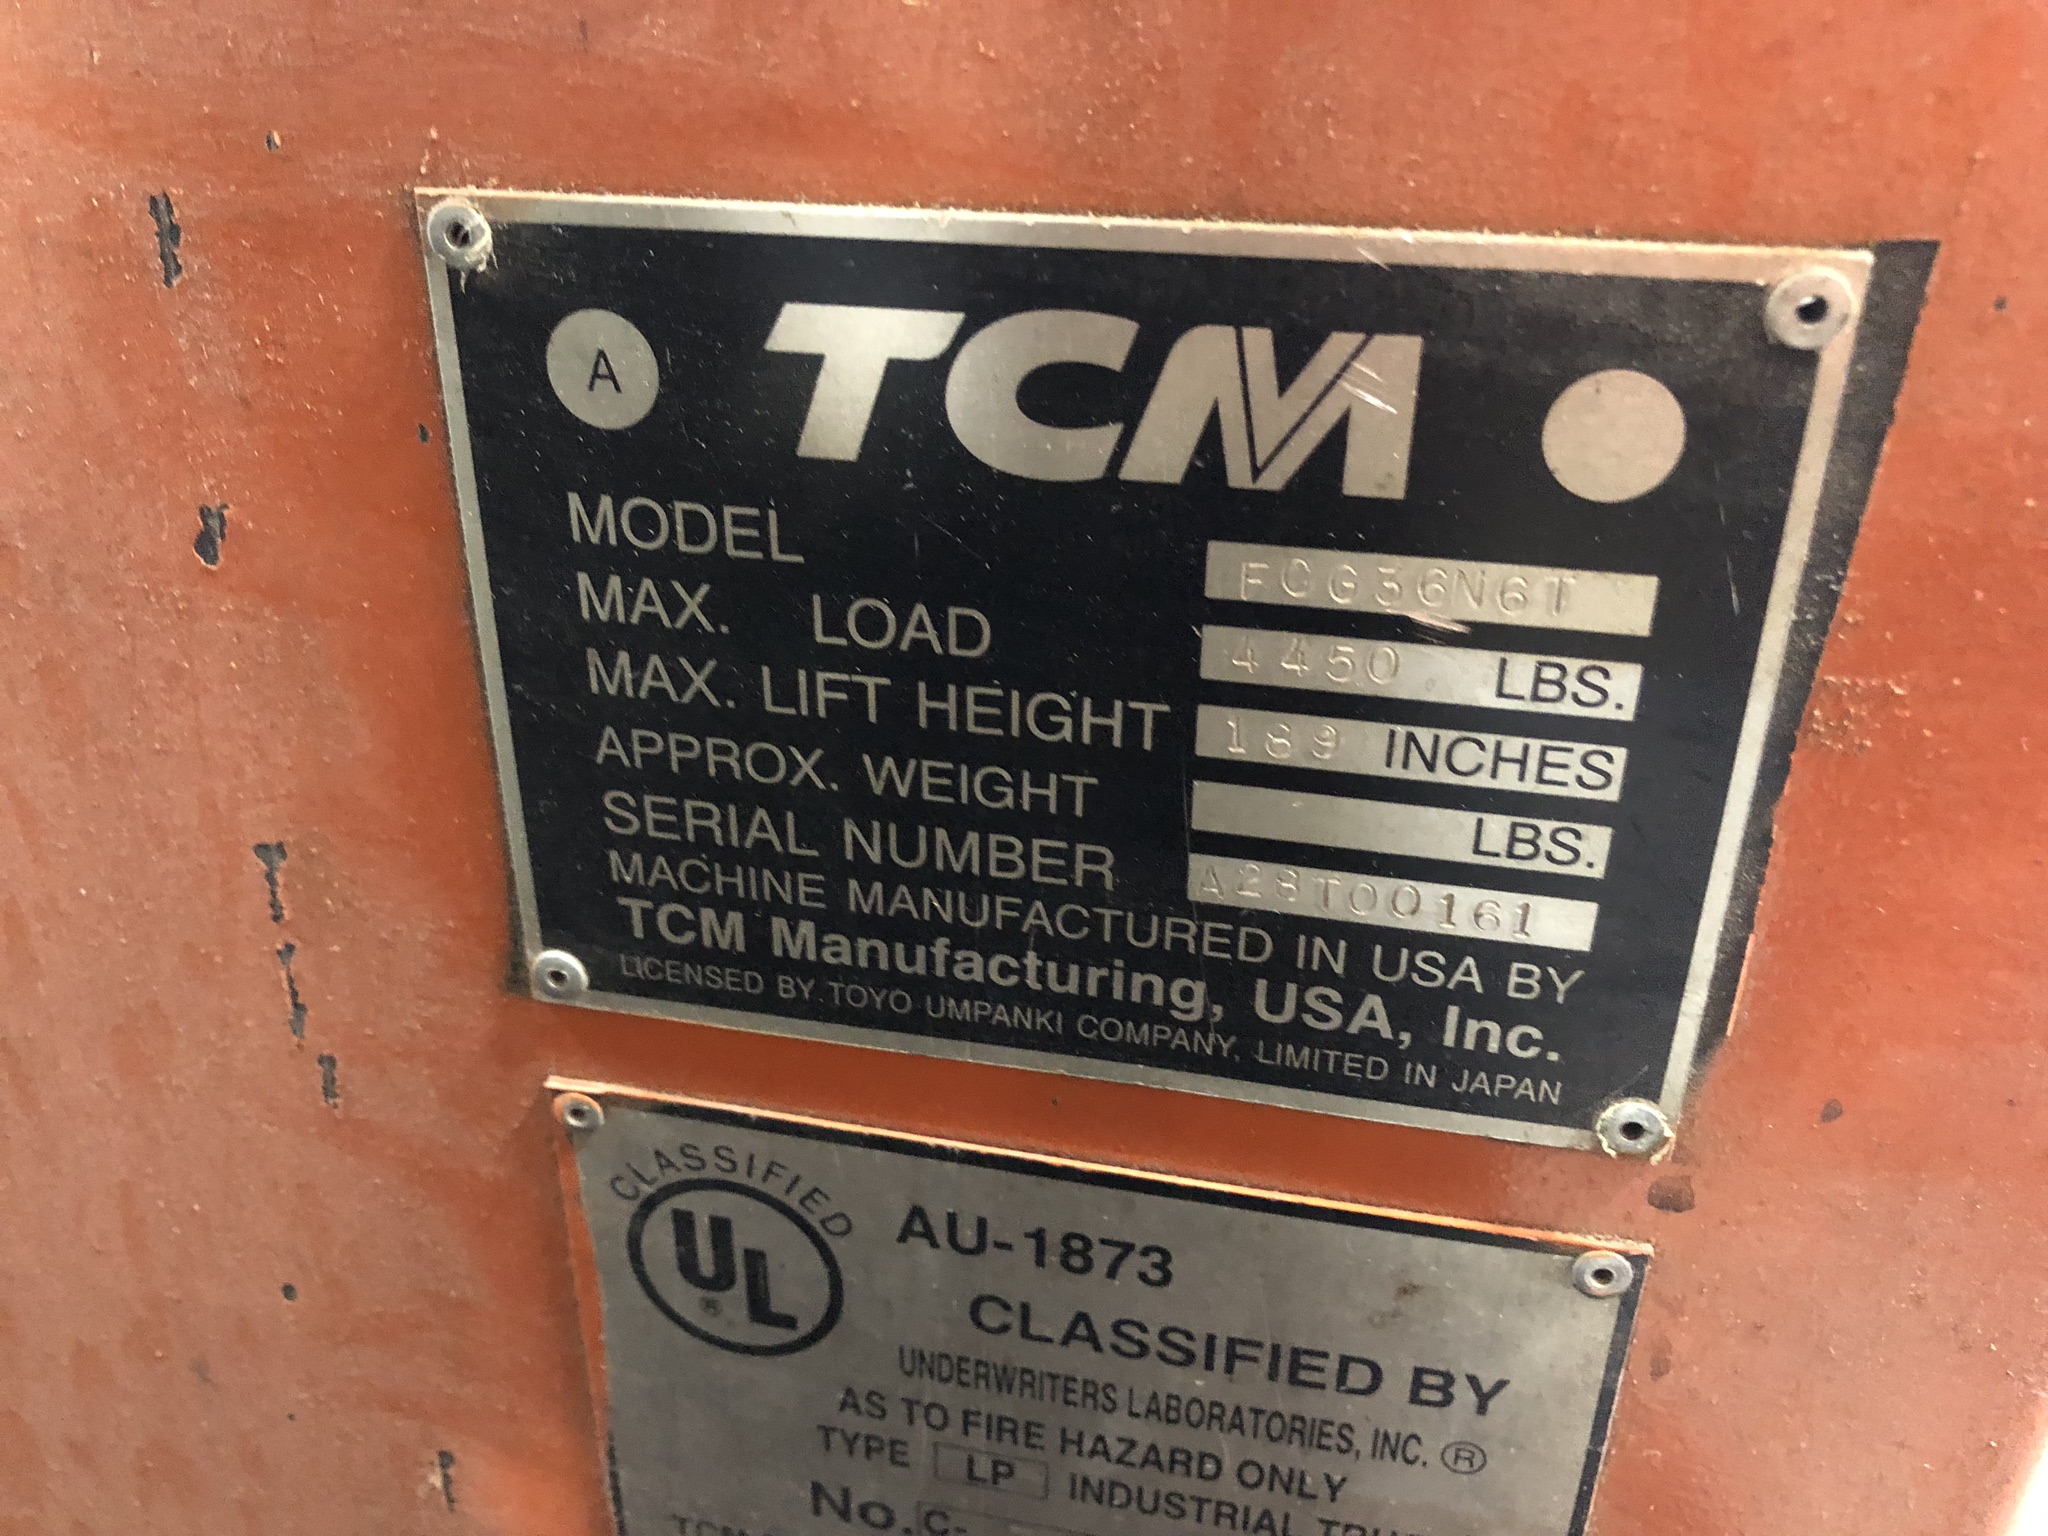 A TCM
MODEL FCG36N6T
MAX. LOAD 4450 LBS.
MAX. LIFT HEIGHT 189 INCHES
APPROX. WEIGHT LBS.
SERIAL NUMBER A28T00161
MACHINE MANUFACTURED IN USA BY
TCM Manufacturing, USA, Inc.
LICENSED BY TOYO UMPANKI COMPANY, LIMITED IN JAPAN
CLASSIFIED
UL ®
AU-1873
CLASSIFIED BY
UNDERWRITERS LABORATORIES, INC. ®
AS TO FIRE HAZARD ONLY
TYPE LP INDUSTRIAL
No. C-